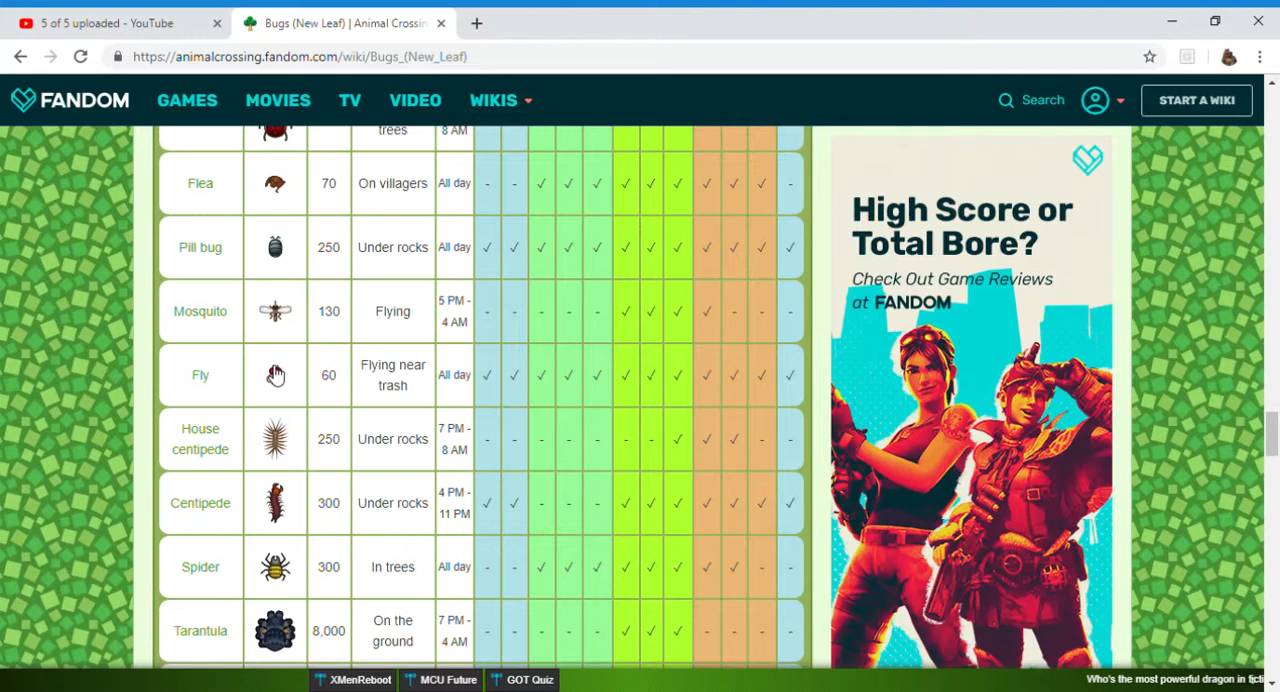 5 of 5 uploaded - YouTube
Bugs (New Leaf) | Animal Crossin
https://animalcrossing.fandom.com/wiki/Bugs_(New_Leaf)
FANDOM GAMES MOVIES TV VIDEO WIKIS Search START A WIKI
trees 8 AM
Flea 70 On villagers All day - - ✓ ✓ ✓ ✓ ✓ ✓ ✓ ✓ ✓ -
Pill bug 250 Under rocks All day ✓ ✓ ✓ ✓ ✓ ✓ ✓ ✓ ✓ ✓ ✓ ✓
Mosquito 130 Flying 5 PM - 4 AM - - - - - ✓ ✓ ✓ ✓ - - -
Fly 60 Flying near trash All day ✓ ✓ ✓ ✓ ✓ ✓ ✓ ✓ ✓ ✓ ✓ ✓
House centipede 250 Under rocks 7 PM - 8 AM - - - - - - - ✓ ✓ ✓ - -
Centipede 300 Under rocks 4 PM - 11 PM ✓ ✓ - - - ✓ ✓ ✓ ✓ ✓ ✓ ✓
Spider 300 In trees All day - - ✓ ✓ ✓ ✓ ✓ ✓ ✓ ✓ - -
Tarantula 8,000 On the ground 7 PM - 4 AM - - - - - ✓ ✓ ✓ - - - -
High Score or
Total Bore?
Check Out Game Reviews
at FANDOM
XMenReboot MCU Future GOT Quiz
Who's the most powerful dragon in